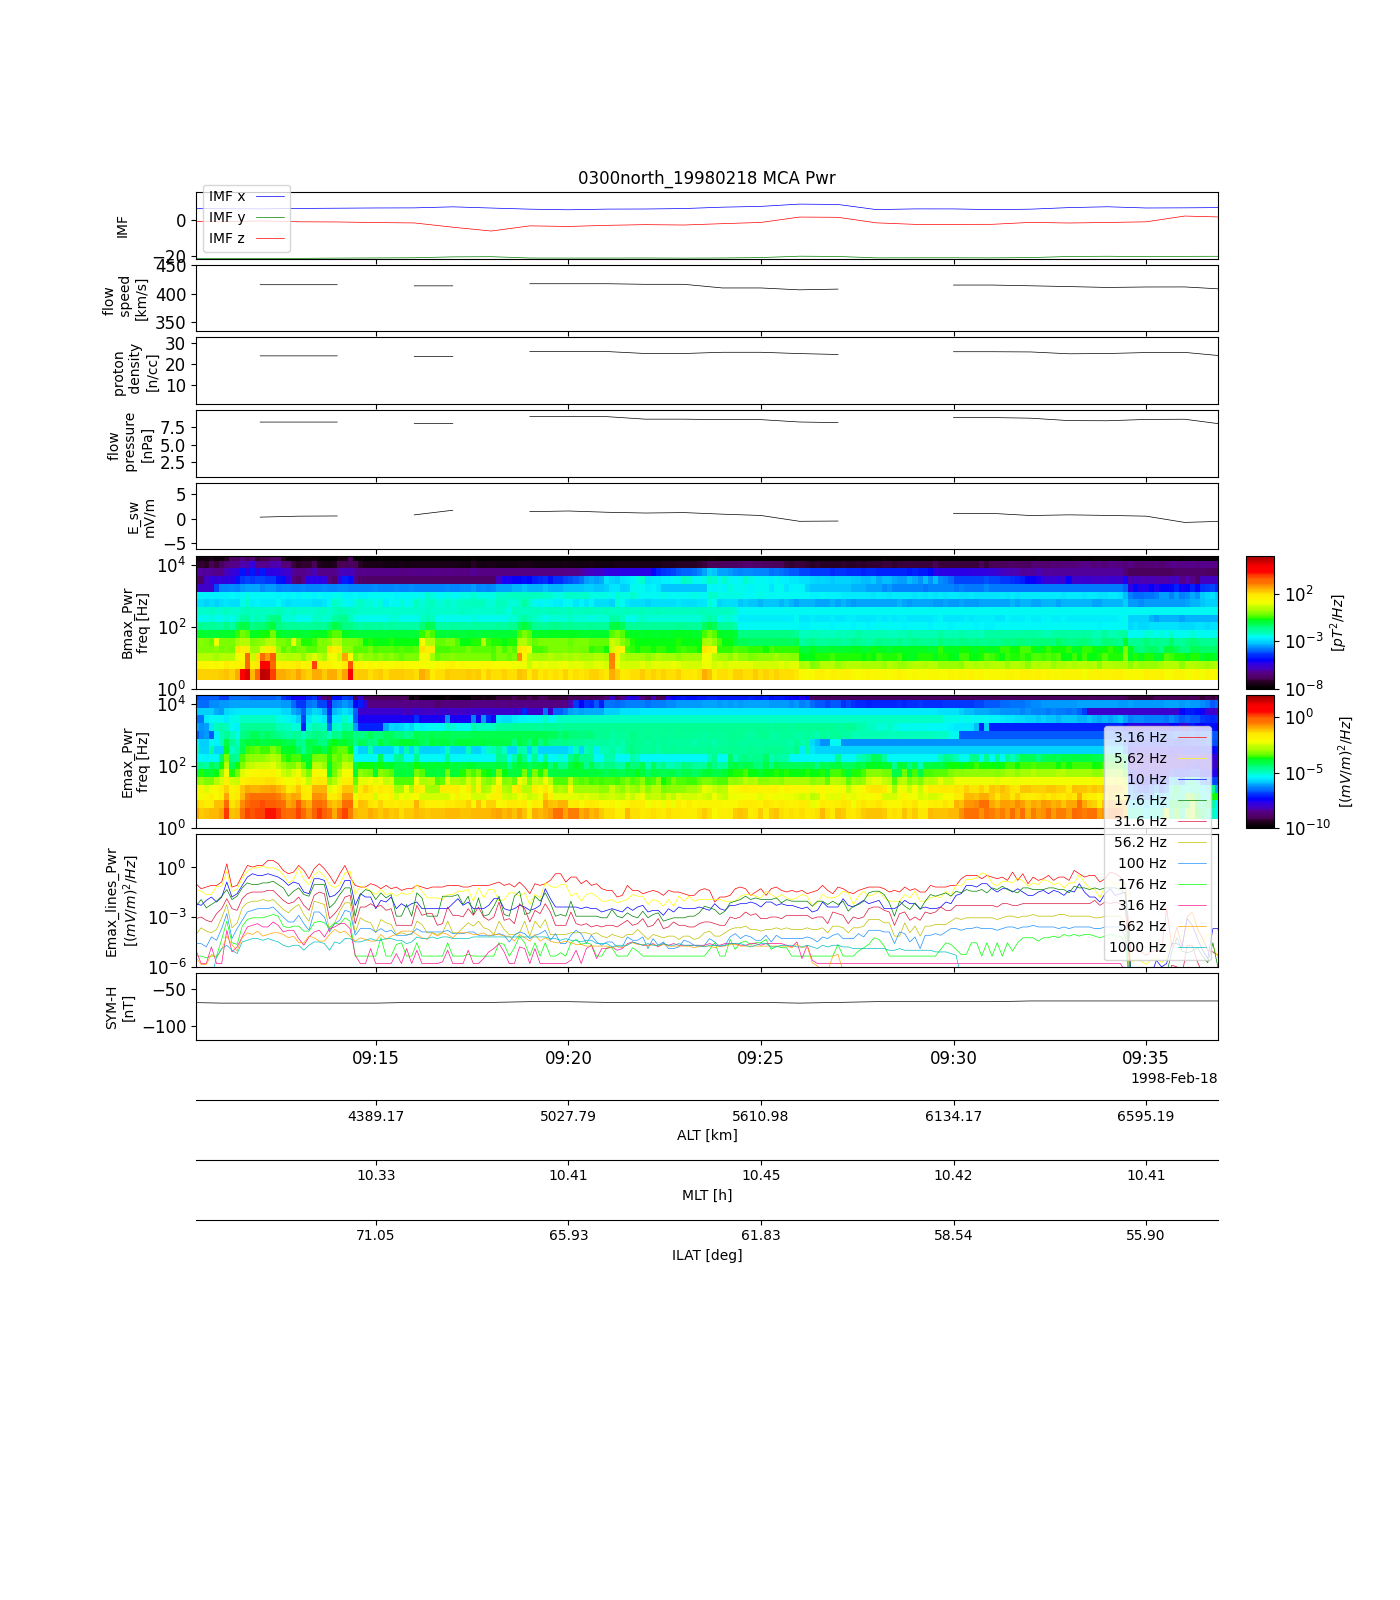 0300north_19980218 MCA Pwr
IMF
0
−20
IMF x
IMF y
IMF z
flow
speed
[km/s]
450
400
350
proton
density
[n/cc]
30
20
10
flow
pressure
[nPa]
7.5
5.0
2.5
E_sw
mV/m
5
0
−5
Bmax_Pwr
freq [Hz]
10^4
10^2
10^0
10^2
10^−3
10^−8
[pT^2/Hz]
Emax_Pwr
freq [Hz]
10^4
10^2
10^0
10^0
10^−5
10^−10
[(mV/m)^2/Hz]
3.16 Hz
5.62 Hz
10 Hz
17.6 Hz
31.6 Hz
56.2 Hz
100 Hz
176 Hz
316 Hz
562 Hz
1000 Hz
Emax_lines_Pwr
[(mV/m)^2/Hz]
10^0
10^−3
10^−6
SYM-H
[nT]
−50
−100
09:15 09:20 09:25 09:30 09:35
1998-Feb-18
4389.17 5027.79 5610.98 6134.17 6595.19
ALT [km]
10.33 10.41 10.45 10.42 10.41
MLT [h]
71.05 65.93 61.83 58.54 55.90
ILAT [deg]